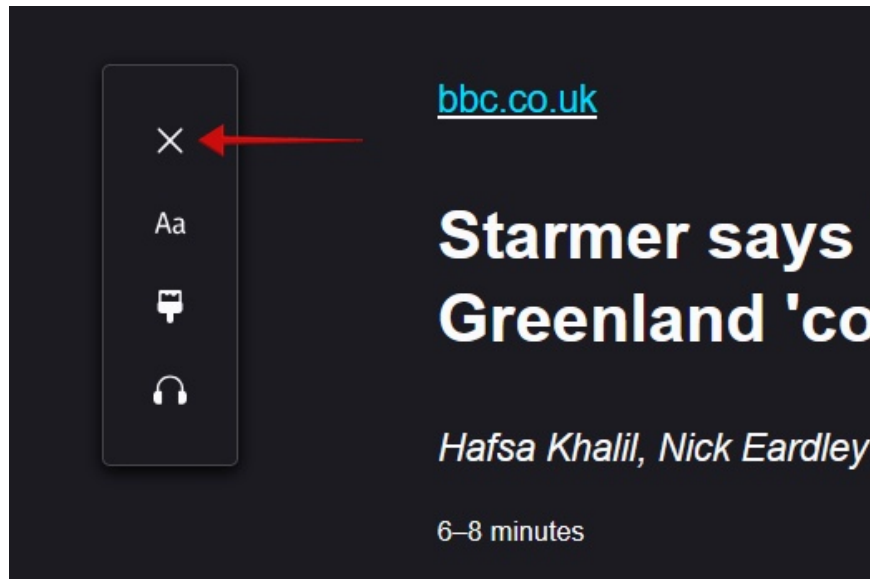 bbc.co.uk
Aa
Starmer says
Greenland 'co
Hafsa Khalil, Nick Eardley
6–8 minutes